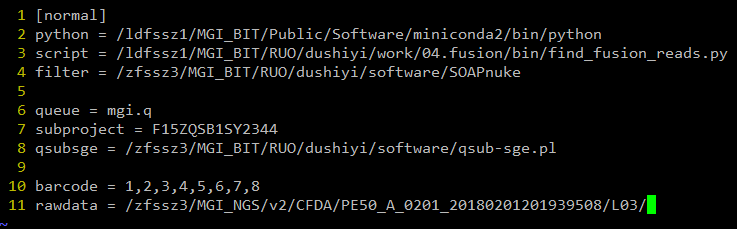 1 [normal]
2 python = /ldfssz1/MGI_BIT/Public/Software/miniconda2/bin/python
3 script = /ldfssz1/MGI_BIT/RUO/dushiyi/work/04.fusion/bin/find_fusion_reads.py
4 filter = /zfssz3/MGI_BIT/RUO/dushiyi/software/SOAPnuke
5
6 queue = mgi.q
7 subproject = F15ZQSB1SY2344
8 qsubsge = /zfssz3/MGI_BIT/RUO/dushiyi/software/qsub-sge.pl
9
10 barcode = 1,2,3,4,5,6,7,8
11 rawdata = /zfssz3/MGI_NGS/v2/CFDA/PE50_A_0201_20180201201939508/L03/
~